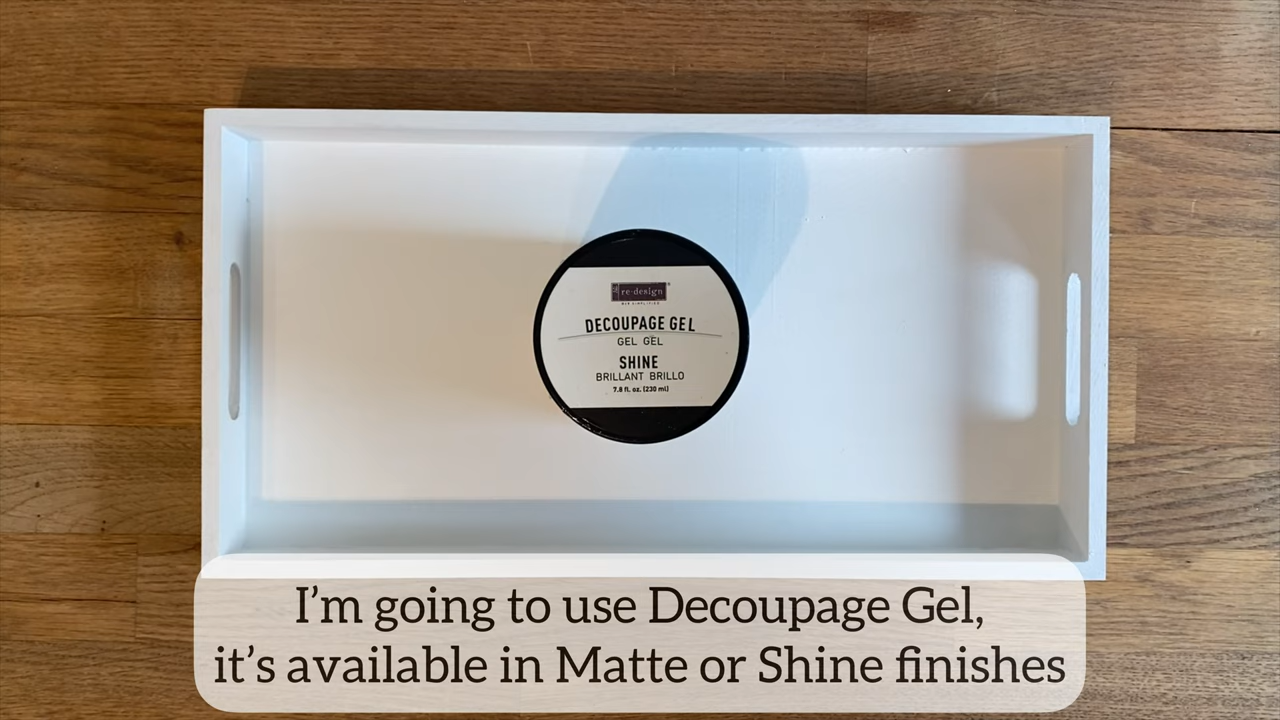 re·design
DECOUPAGE GEL
GEL GEL
SHINE
BRILLANT BRILLO
7.8 fl. oz. (230 ml)
I'm going to use Decoupage Gel,
it's available in Matte or Shine finishes